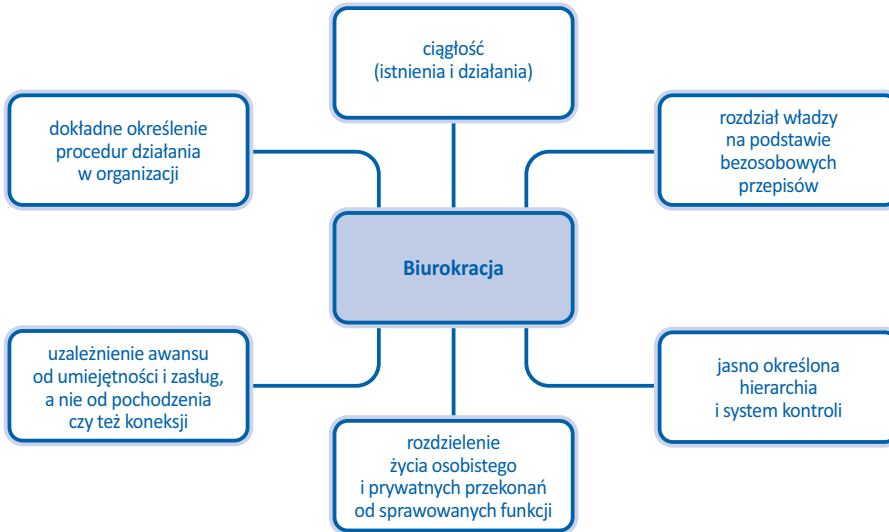 ciągłość
(istnienia i działania)
dokładne określenie
procedur działania
w organizacji
rozdział władzy
na podstawie
bezosobowych
przepisów
Biurokracja
uzależnienie awansu
od umiejętności i zasług,
a nie od pochodzenia
czy też koneksji
jasno określona
hierarchia
i system kontroli
rozdzielenie
życia osobistego
i prywatnych przekonań
od sprawowanych funkcji